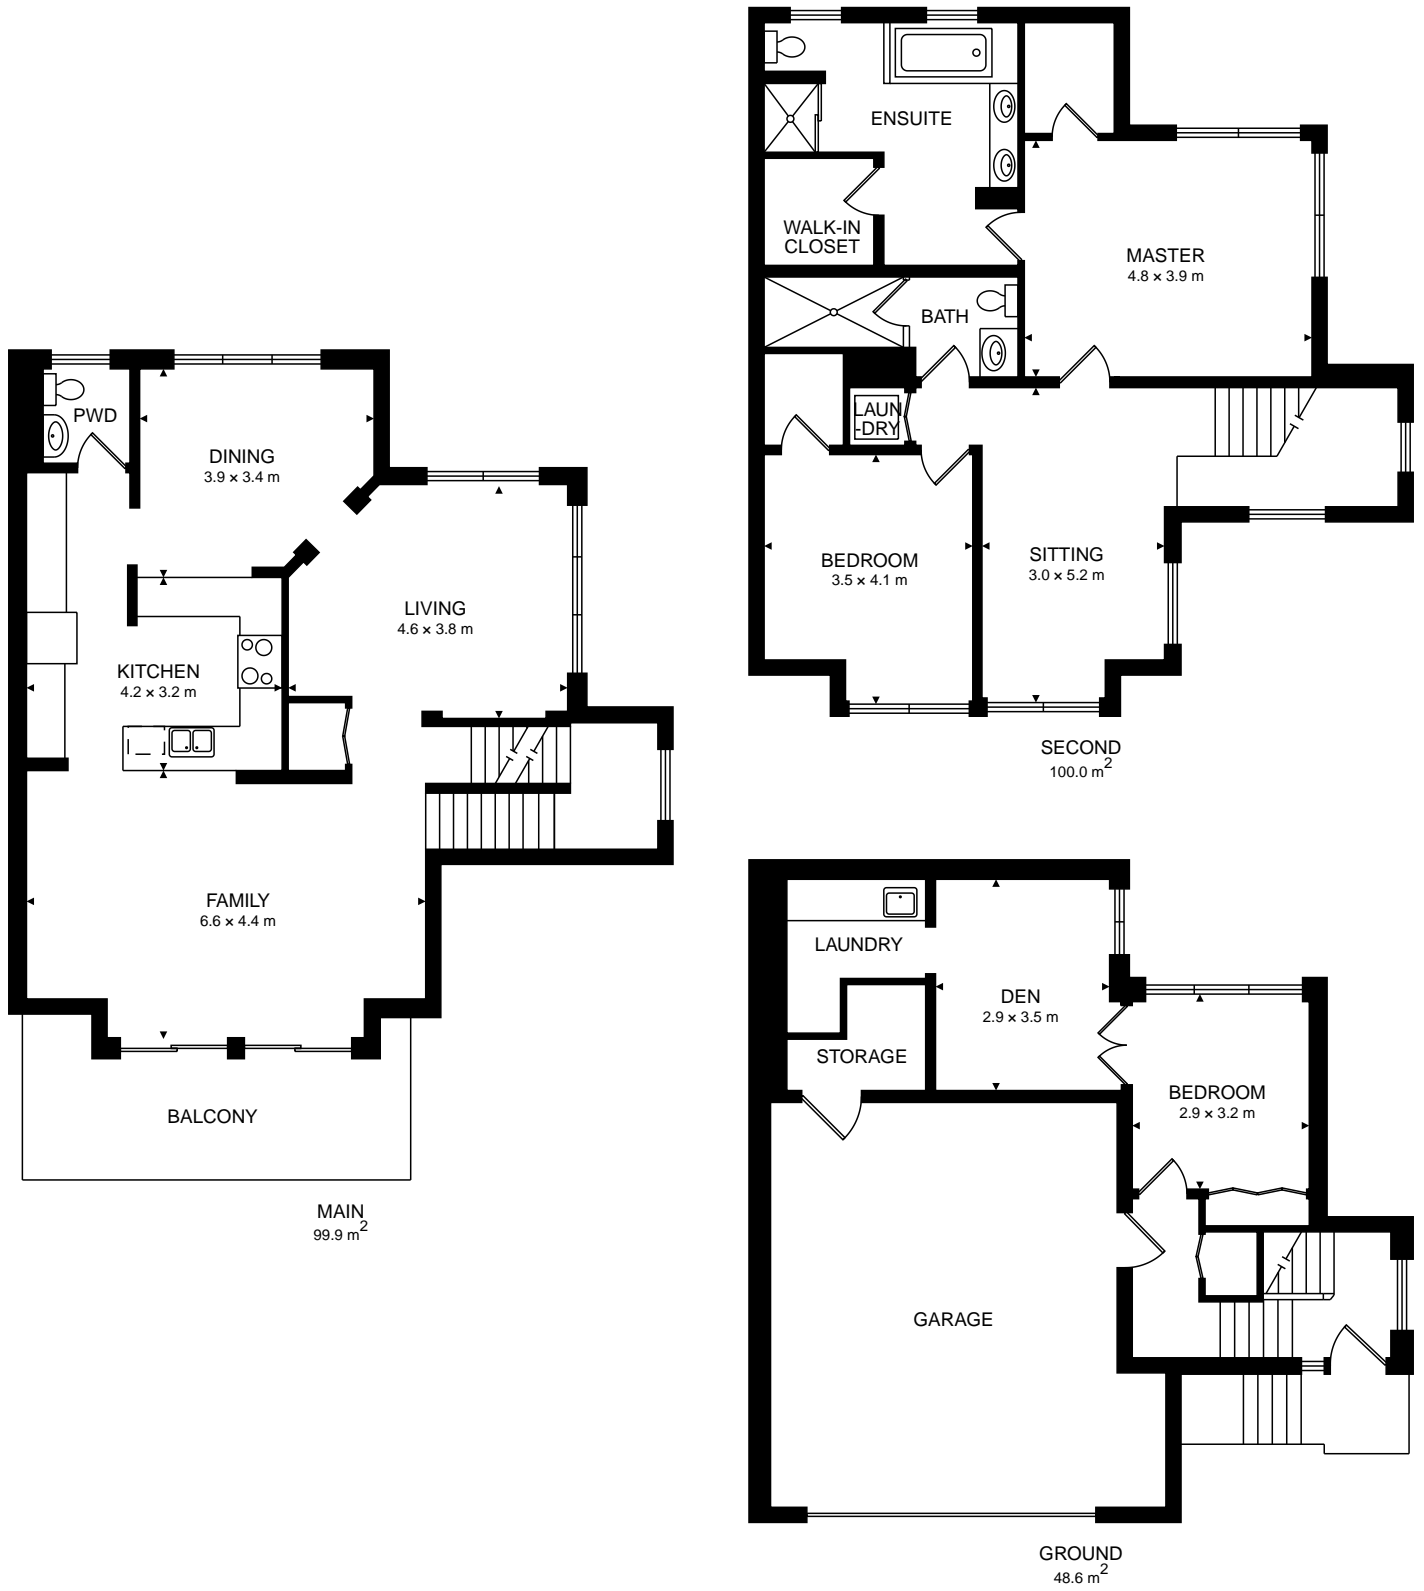 ENSUITE
WALK-IN
CLOSET
MASTER
4.8 × 3.9 m
BATH
LAUN
-DRY
BEDROOM
3.5 × 4.1 m
SITTING
3.0 × 5.2 m
SECOND
100.0 m2
PWD
DINING
3.9 × 3.4 m
LIVING
4.6 × 3.8 m
KITCHEN
4.2 × 3.2 m
FAMILY
6.6 × 4.4 m
BALCONY
MAIN
99.9 m2
LAUNDRY
DEN
2.9 × 3.5 m
STORAGE
BEDROOM
2.9 × 3.2 m
GARAGE
GROUND
48.6 m2